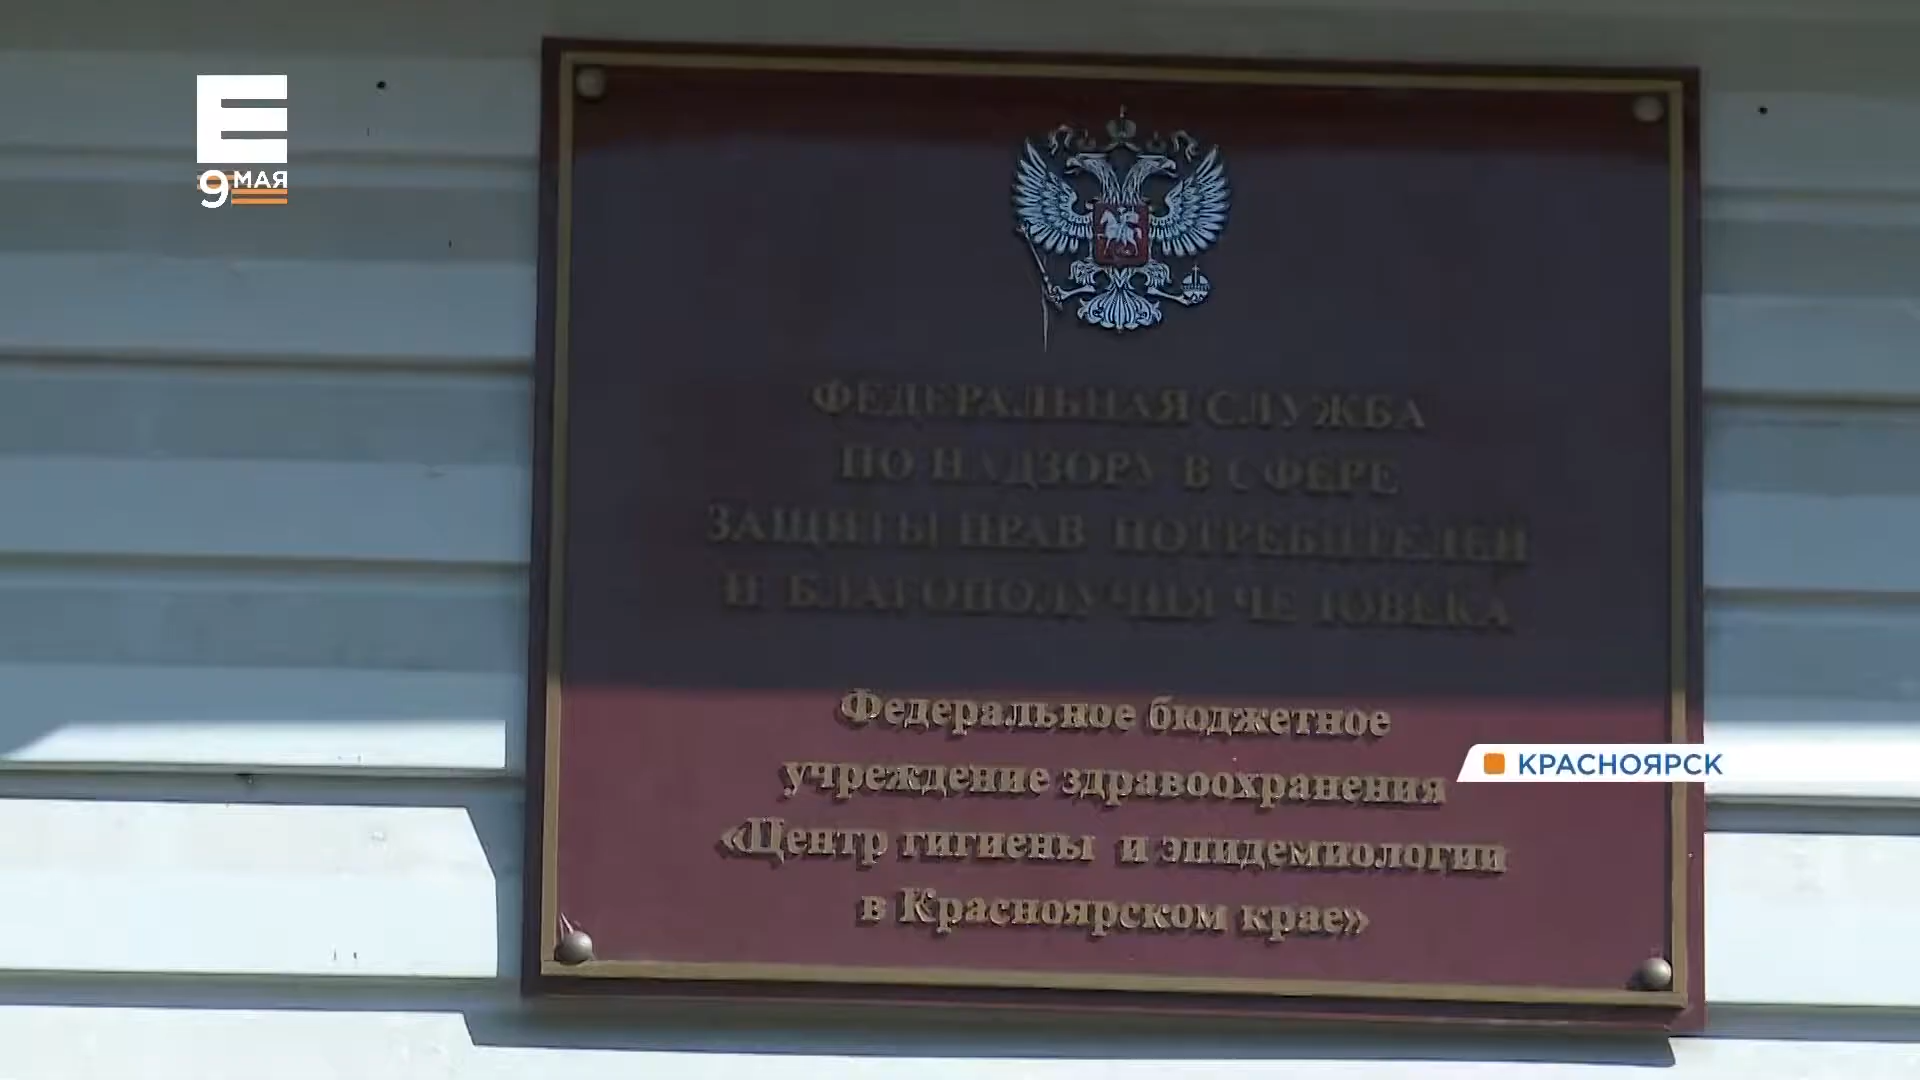 Е
9 МАЯ
ФЕДЕРАЛЬНАЯ СЛУЖБА
ПО НАДЗОРУ В СФЕРЕ
ЗАЩИТЫ ПРАВ ПОТРЕБИТЕЛЕЙ
И БЛАГОПОЛУЧИЯ ЧЕЛОВЕКА
Федеральное бюджетное
учреждение здравоохранения
КРАСНОЯРСК
«Центр гигиены и эпидемиологии
в Красноярском крае»